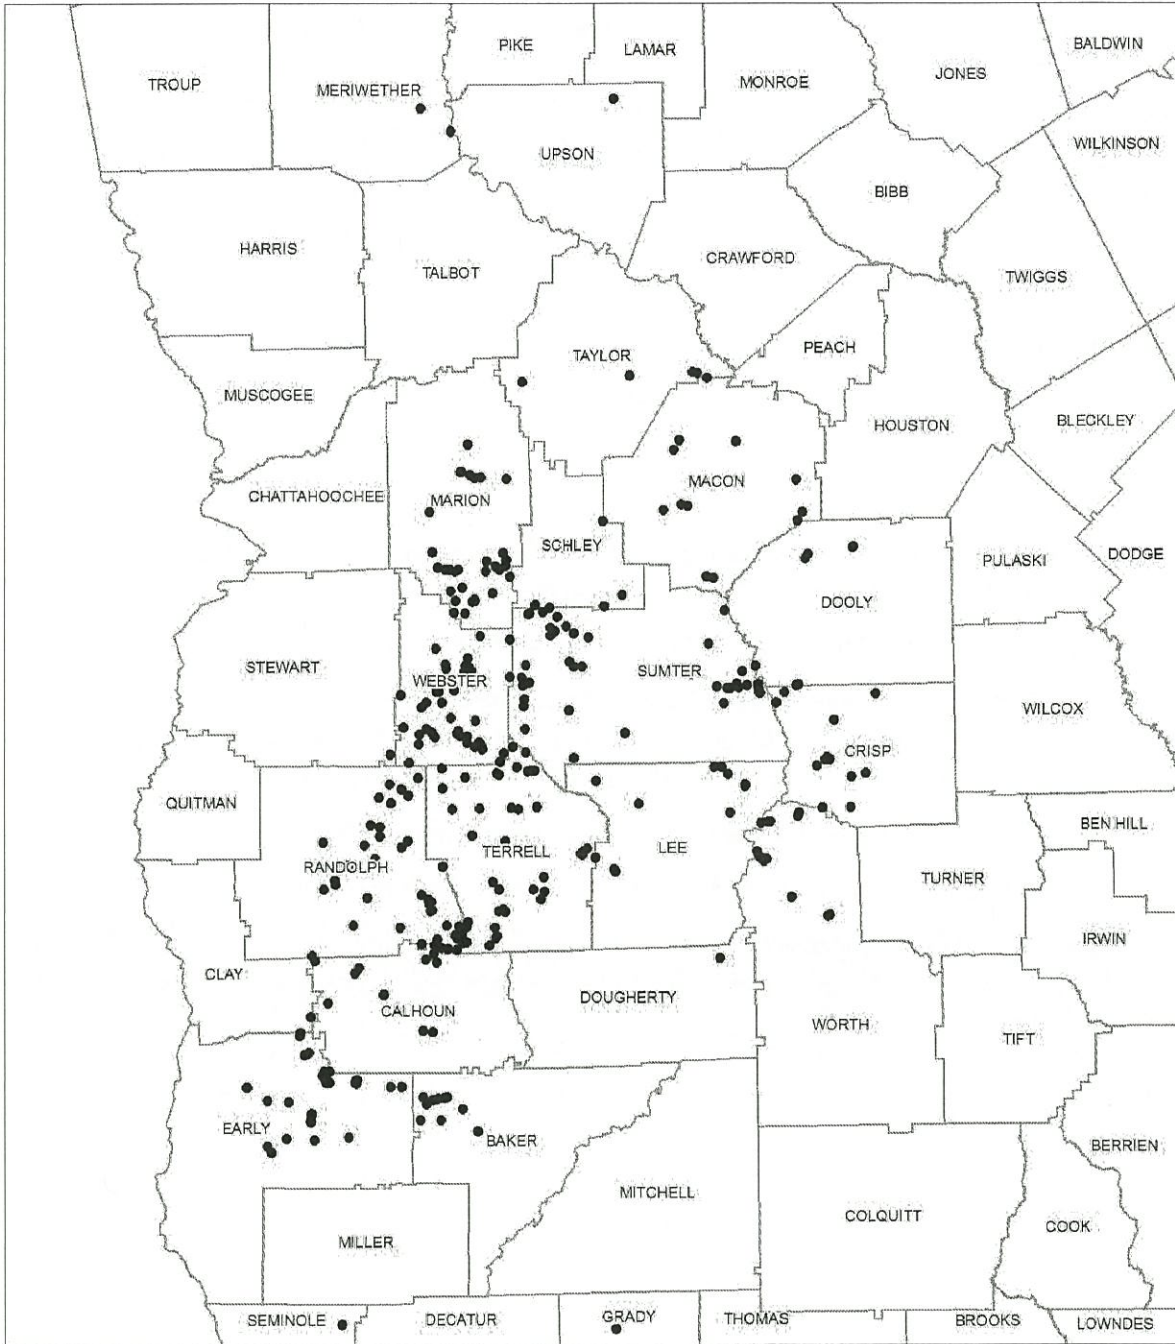 PIKE
LAMAR
BALDWIN
TROUP
MERIWETHER
MONROE
JONES
UPSON
WILKINSON
BIBB
HARRIS
TALBOT
CRAWFORD
TWIGGS
TAYLOR
PEACH
MUSCOGEE
HOUSTON
BLECKLEY
CHATTAHOOCHEE
MARION
MACON
SCHLEY
PULASKI
DODGE
DOOLY
STEWART
WEBSTER
SUMTER
WILCOX
CRISP
QUITMAN
BEN HILL
RANDOLPH
TERRELL
LEE
TURNER
IRWIN
CLAY
CALHOUN
DOUGHERTY
WORTH
TIFT
EARLY
BAKER
BERRIEN
MITCHELL
COLQUITT
COOK
MILLER
SEMINOLE
DECATUR
GRADY
THOMAS
BROOKS
LOWNDES